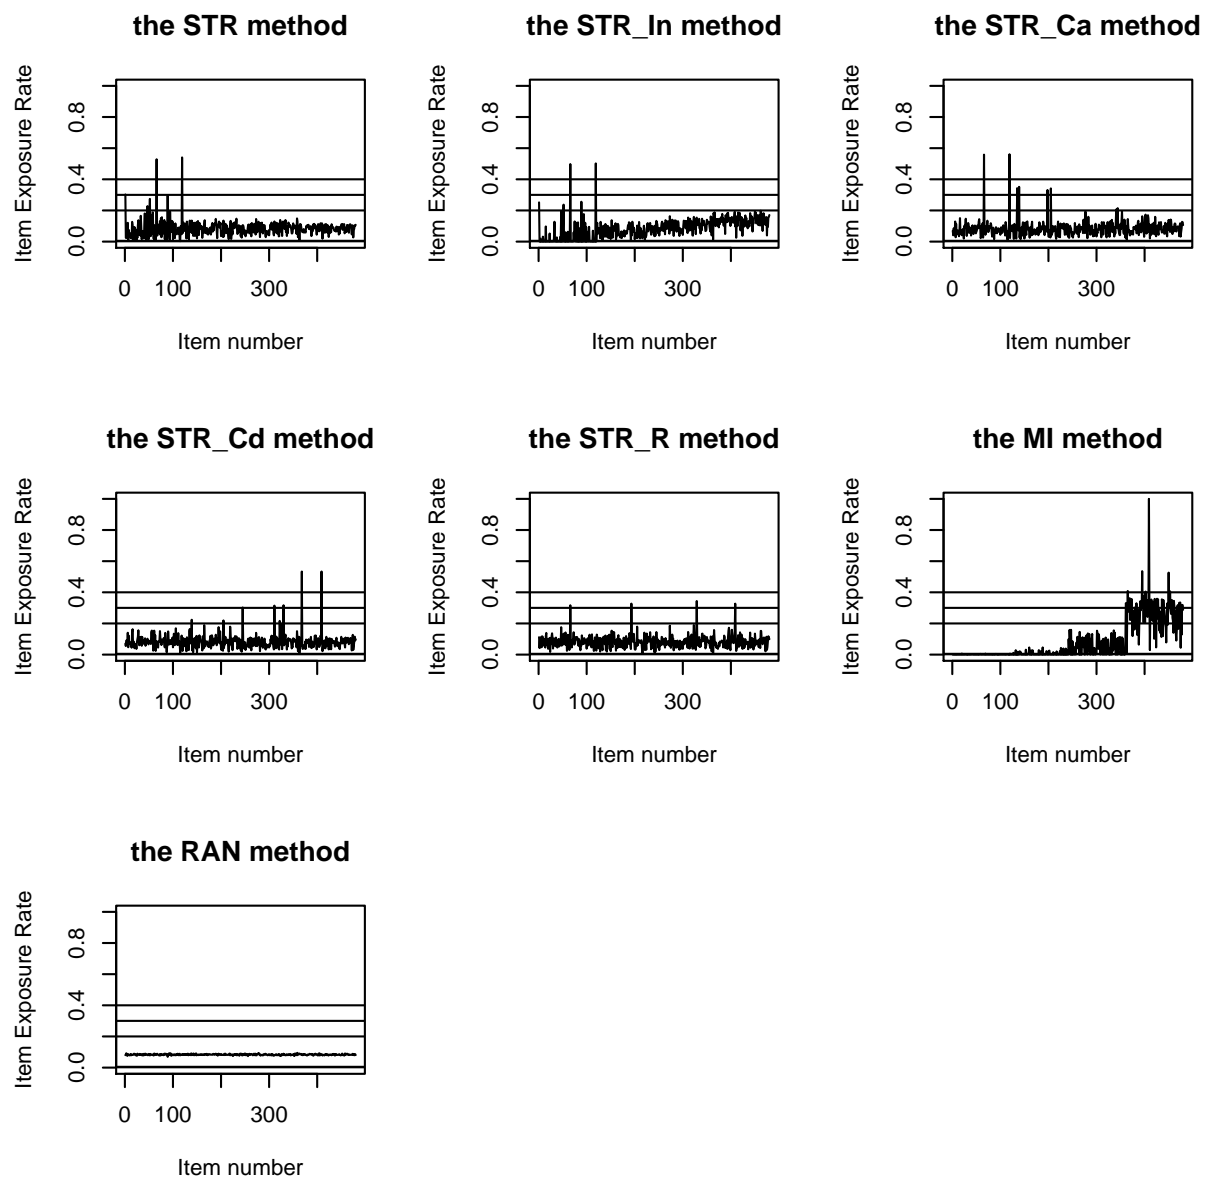 the STR method
the STR_In method
the STR_Ca method
Item Exposure Rate
0.0 0.4 0.8
0 100 300
Item number
Item Exposure Rate
0.0 0.4 0.8
0 100 300
Item number
Item Exposure Rate
0.0 0.4 0.8
0 100 300
Item number
the STR_Cd method
the STR_R method
the MI method
Item Exposure Rate
0.0 0.4 0.8
0 100 300
Item number
Item Exposure Rate
0.0 0.4 0.8
0 100 300
Item number
Item Exposure Rate
0.0 0.4 0.8
0 100 300
Item number
the RAN method
Item Exposure Rate
0.0 0.4 0.8
0 100 300
Item number